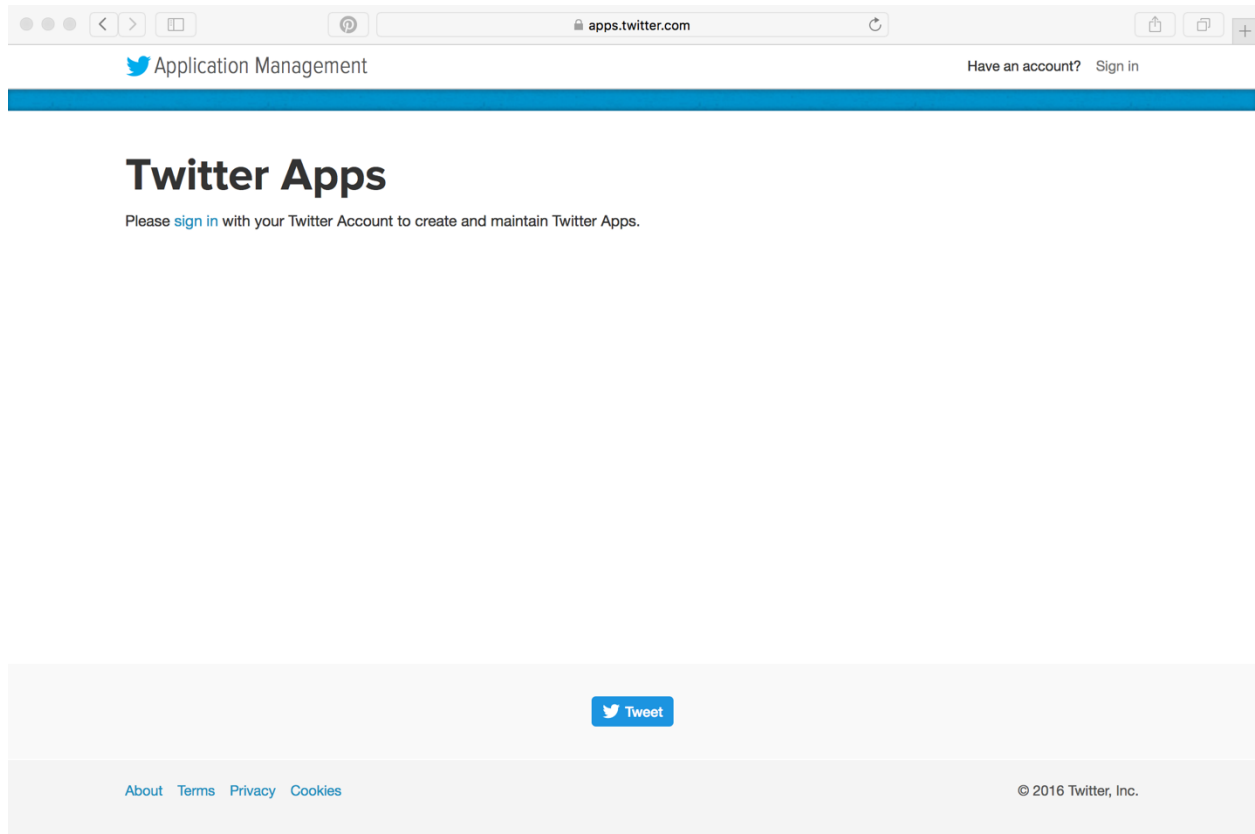 apps.twitter.com
Application Management
Have an account? Sign in
Twitter Apps
Please sign in with your Twitter Account to create and maintain Twitter Apps.
Tweet
About Terms Privacy Cookies
© 2016 Twitter, Inc.